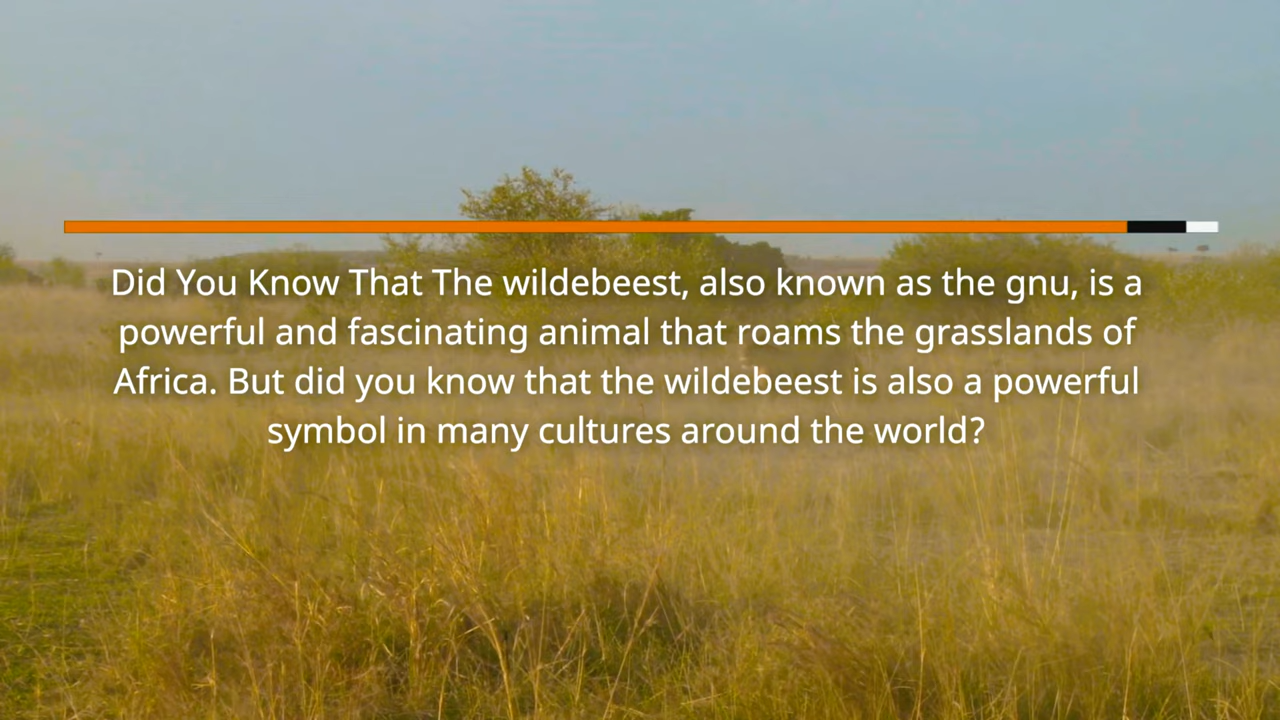 Did You Know That The wildebeest, also known as the gnu, is a
powerful and fascinating animal that roams the grasslands of
Africa. But did you know that the wildebeest is also a powerful
symbol in many cultures around the world?